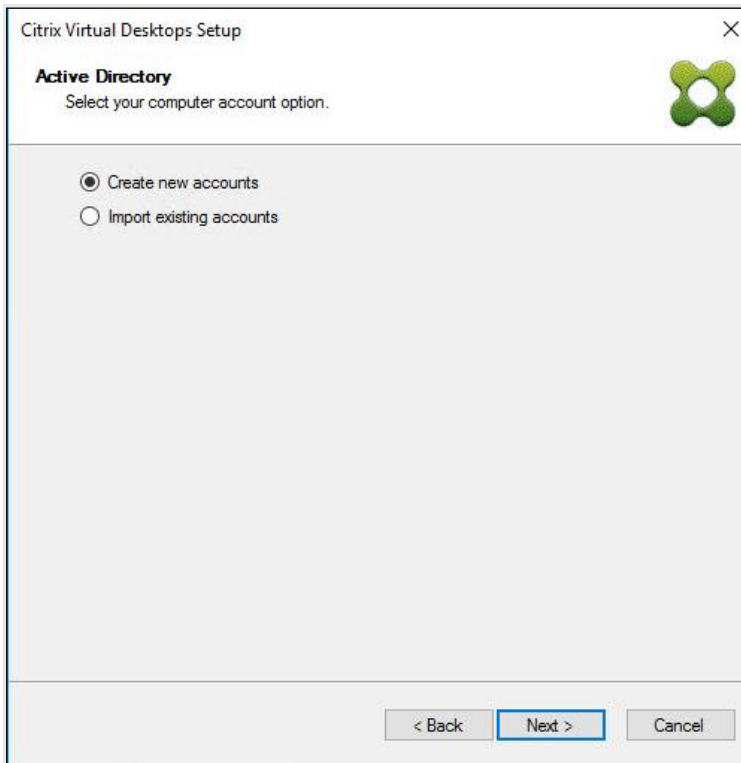 Citrix Virtual Desktops Setup
Active Directory
Select your computer account option.
Create new accounts
Import existing accounts
< Back
Next >
Cancel